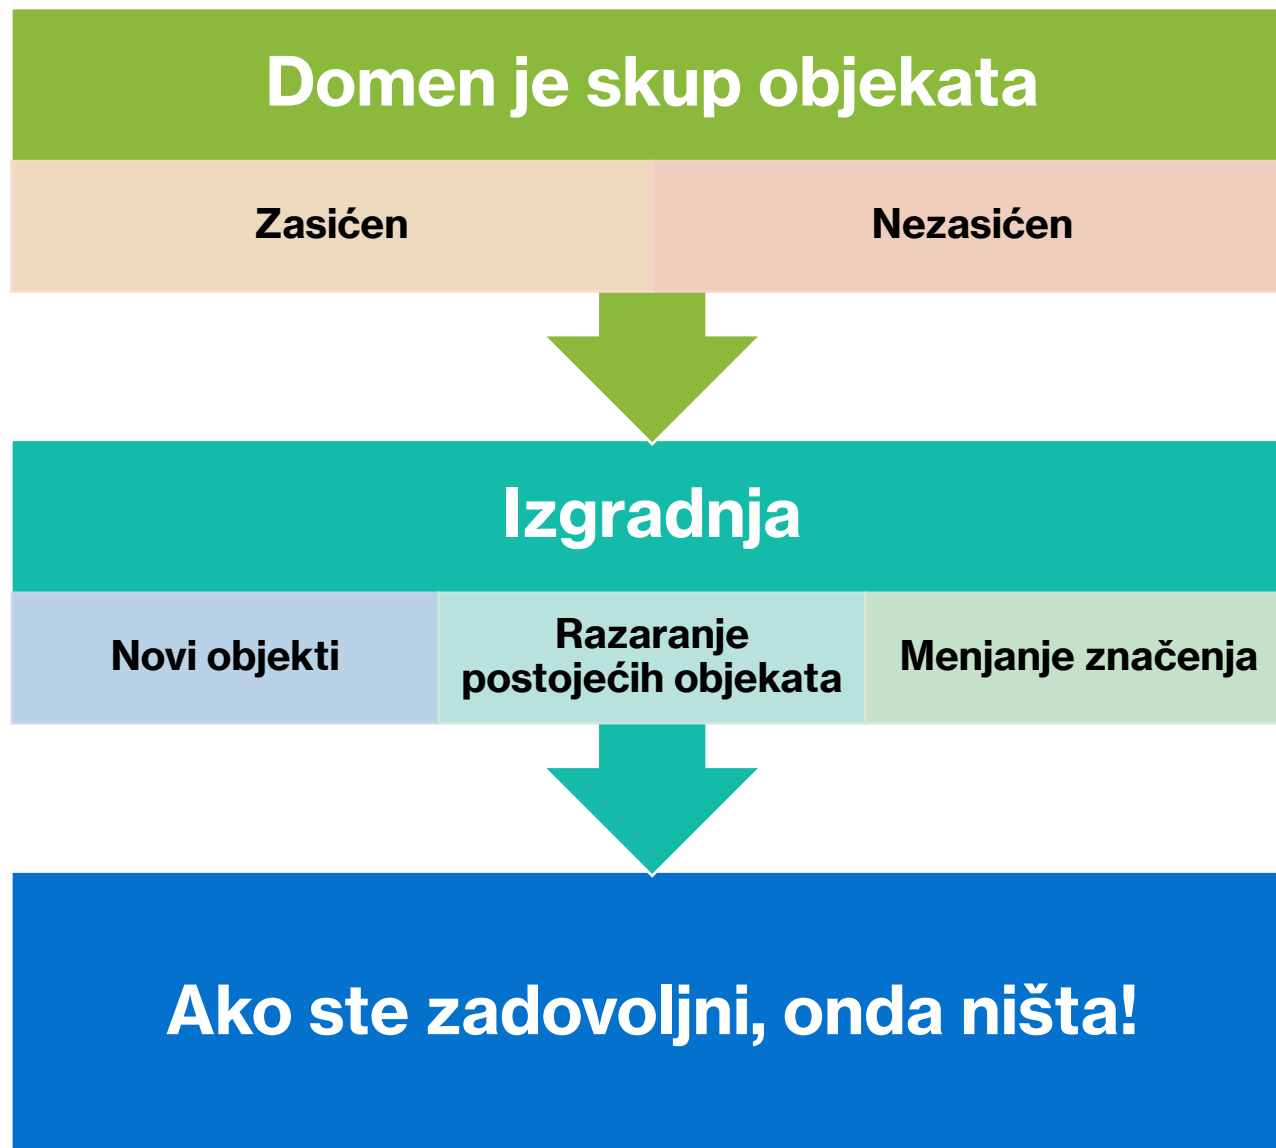 Domen je skup objekata
Zasićen
Nezasićen
Izgradnja
Novi objekti
Razaranje
postojećih objekata
Menjanje značenja
Ako ste zadovoljni, onda ništa!